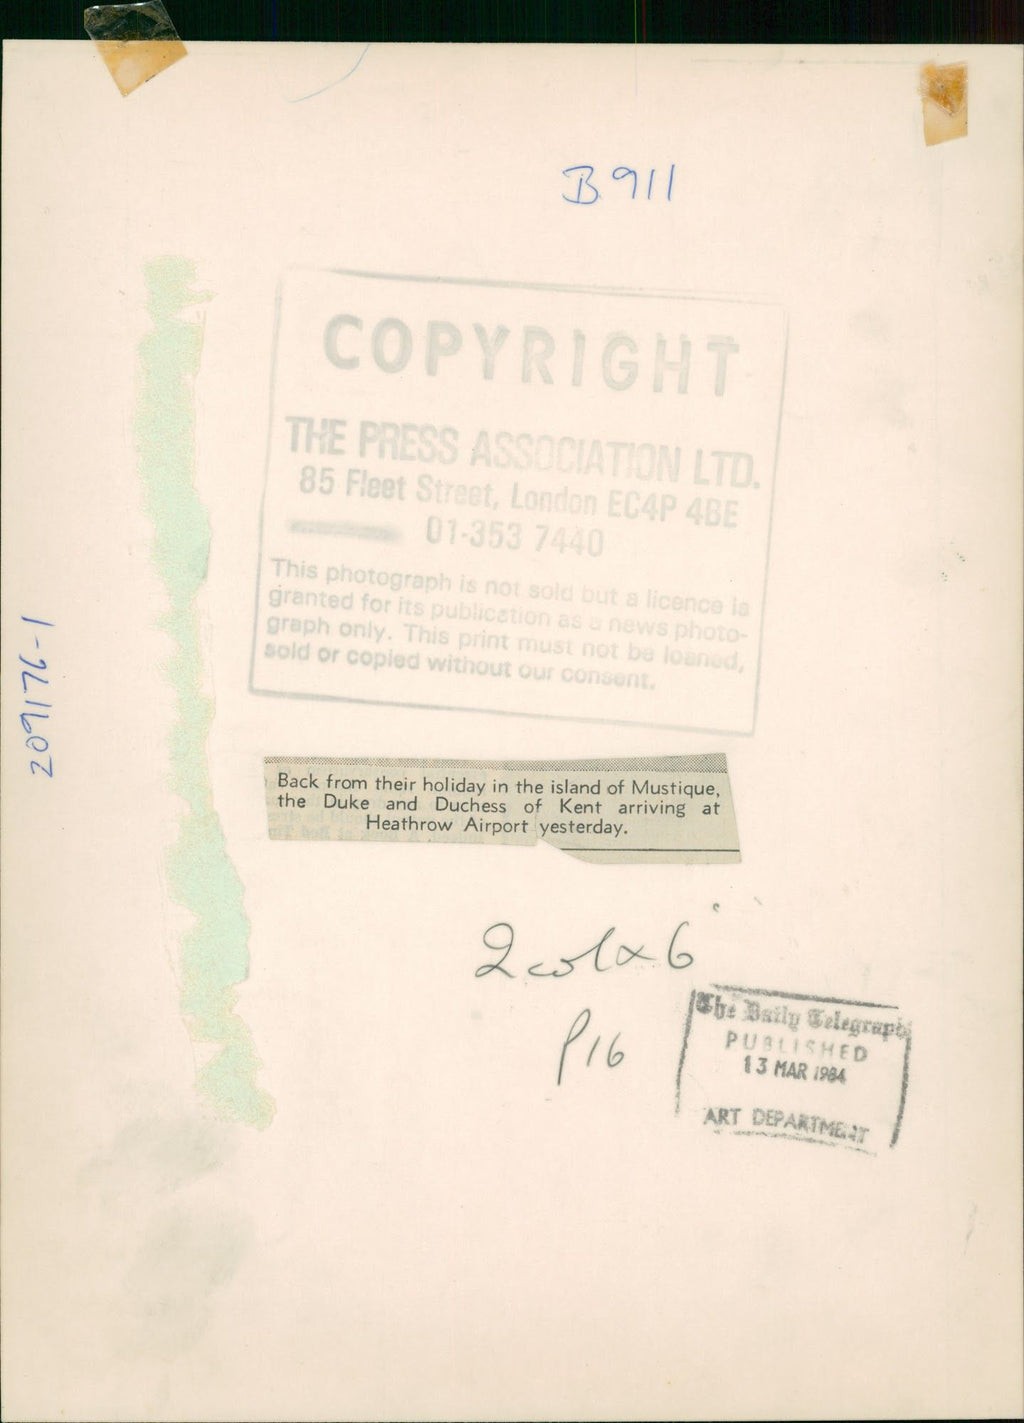 B911
COPYRIGHT
THE PRESS ASSOCIATION LTD.
85 Fleet Street, London EC4P 4BE
01-353 7440
This photograph is not sold but a licence is
granted for its publication as a news photo-
graph only. This print must not be loaned,
sold or copied without our consent.
209176-1
Back from their holiday in the island of Mustique,
the Duke and Duchess of Kent arriving at
Heathrow Airport yesterday.
2 col x 6"
P16
The Daily Telegraph
PUBLISHED
13 MAR 1984
ART DEPARTMENT